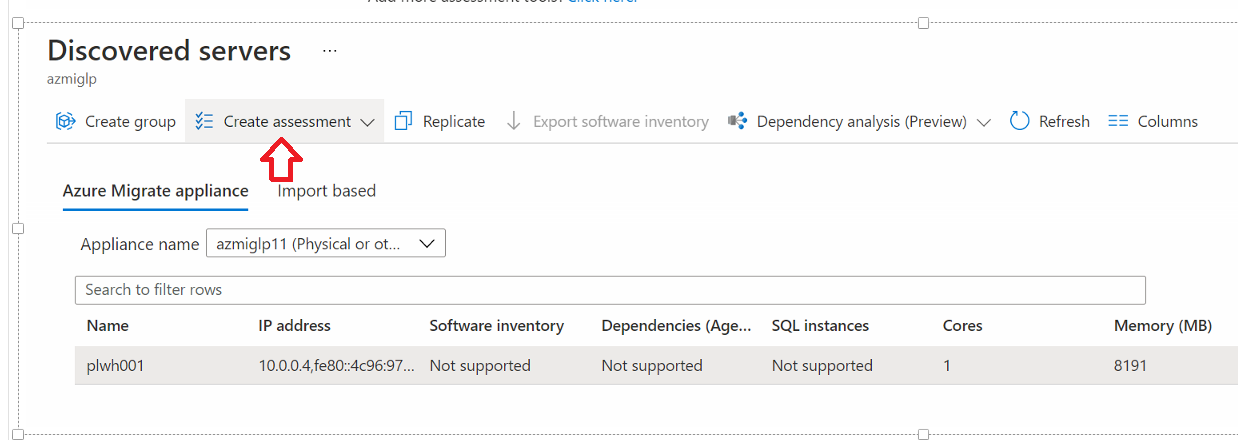 Add more assessment tools? Click here.
Discovered servers ...
azmiglp
Create group Create assessment Replicate Export software inventory Dependency analysis (Preview) Refresh Columns
Azure Migrate appliance Import based
Appliance name azmiglp11 (Physical or ot...
Search to filter rows
Name IP address Software inventory Dependencies (Age... SQL instances Cores Memory (MB)
plwh001 10.0.0.4,fe80::4c96:97... Not supported Not supported Not supported 1 8191